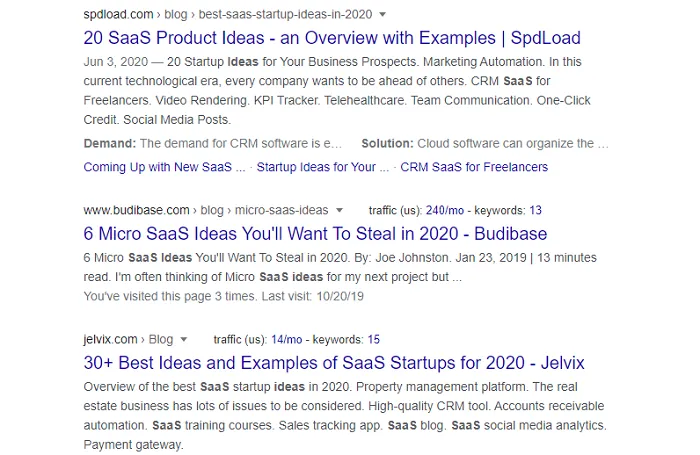 spdload.com › blog › best-saas-startup-ideas-in-2020
20 SaaS Product Ideas - an Overview with Examples | SpdLoad
Jun 3, 2020 — 20 Startup Ideas for Your Business Prospects. Marketing Automation. In this
current technological era, every company wants to be ahead of others. CRM SaaS for
Freelancers. Video Rendering. KPI Tracker. Telehealthcare. Team Communication. One-Click
Credit. Social Media Posts.
Demand: The demand for CRM software is e… Solution: Cloud software can organize the …
Coming Up with New SaaS ... · Startup Ideas for Your ... · CRM SaaS for Freelancers
www.budibase.com › blog › micro-saas-ideas traffic (us): 240/mo - keywords: 13
6 Micro SaaS Ideas You'll Want To Steal in 2020 - Budibase
6 Micro SaaS Ideas You'll Want To Steal in 2020. By: Joe Johnston. Jan 23, 2019 | 13 minutes
read. I'm often thinking of Micro SaaS ideas for my next project but ...
You've visited this page 3 times. Last visit: 10/20/19
jelvix.com › Blog traffic (us): 14/mo - keywords: 15
30+ Best Ideas and Examples of SaaS Startups for 2020 - Jelvix
Overview of the best SaaS startup ideas in 2020. Property management platform. The real
estate business has lots of issues to be considered. High-quality CRM tool. Accounts receivable
automation. SaaS training courses. Sales tracking app. SaaS blog. SaaS social media analytics.
Payment gateway.